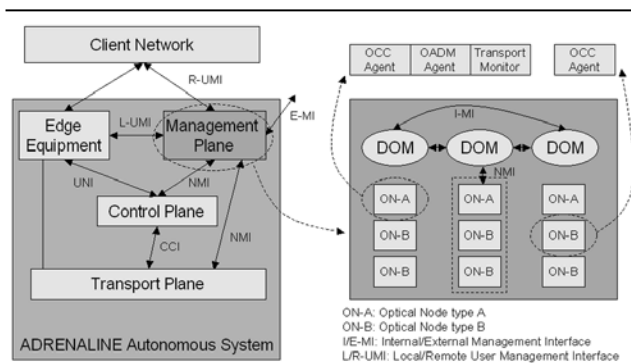 Client Network
R-UMI
E-MI
Edge
Equipment
L-UMI
Management
Plane
UNI
NMI
Control Plane
CCI
NMI
Transport Plane
ADRENALINE Autonomous System
OCC
Agent
OADM
Agent
Transport
Monitor
OCC
Agent
I-MI
DOM
DOM
DOM
NMI
ON-A
ON-A
ON-A
ON-B
ON-B
ON-B
ON-B
ON-B
ON-B
ON-A: Optical Node type A
ON-B: Optical Node type B
I/E-MI: Internal/External Management Interface
L/R-UMI: Local/Remote User Management Interface